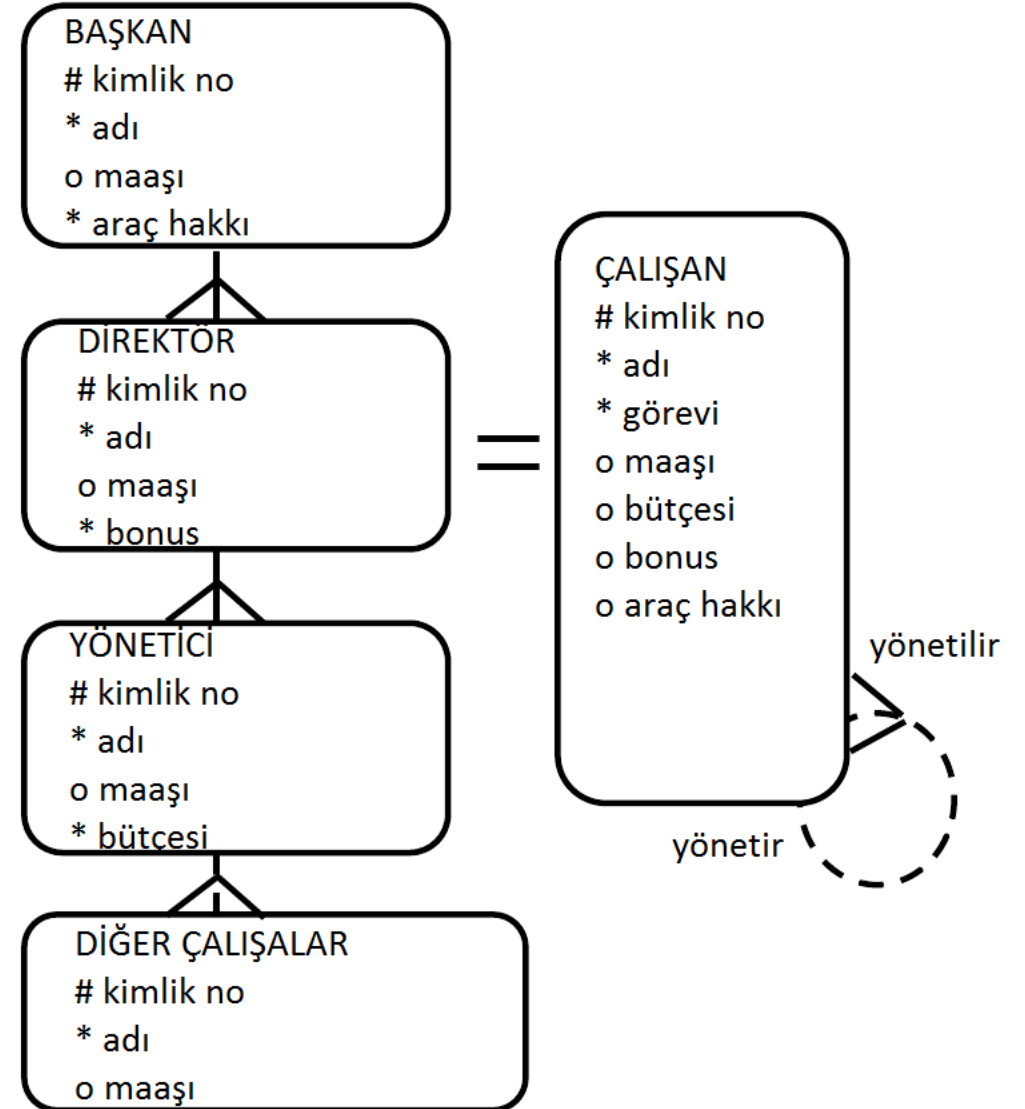 BAŞKAN
# kimlik no
* adı
o maaşı
* araç hakkı
DİREKTÖR
# kimlik no
* adı
o maaşı
* bonus
YÖNETİCİ
# kimlik no
* adı
o maaşı
* bütçesi
DİĞER ÇALIŞALAR
# kimlik no
* adı
o maaşı
=
ÇALIŞAN
# kimlik no
* adı
* görevi
o maaşı
o bütçesi
o bonus
o araç hakkı
yönetilir
yönetir